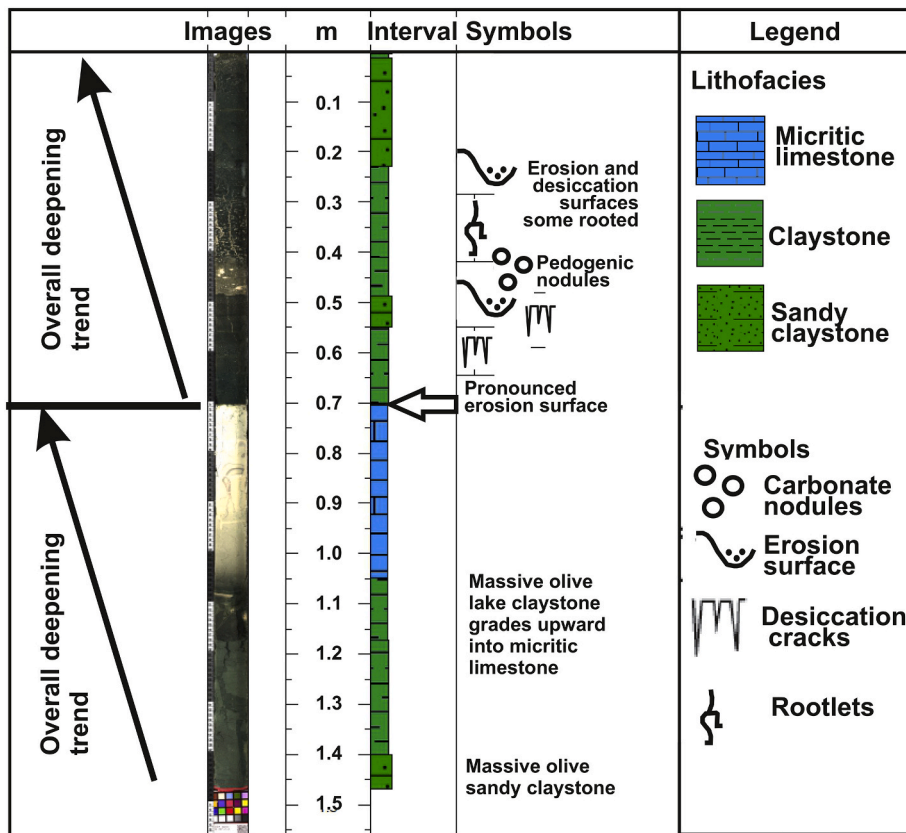 Images
m
Interval
Symbols
Legend
Overall deepening
trend
Overall deepening
trend
0.1
0.2
0.3
0.4
0.5
0.6
0.7
0.8
0.9
1.0
1.1
1.2
1.3
1.4
1.5
Erosion and
desiccation
surfaces
some rooted
Pedogenic
nodules
Pronounced
erosion surface
Massive olive
lake claystone
grades upward
into micritic
limestone
Massive olive
sandy claystone
Lithofacies
Micritic
limestone
Claystone
Sandy
claystone
Symbols
Carbonate
nodules
Erosion
surface
Desiccation
cracks
Rootlets